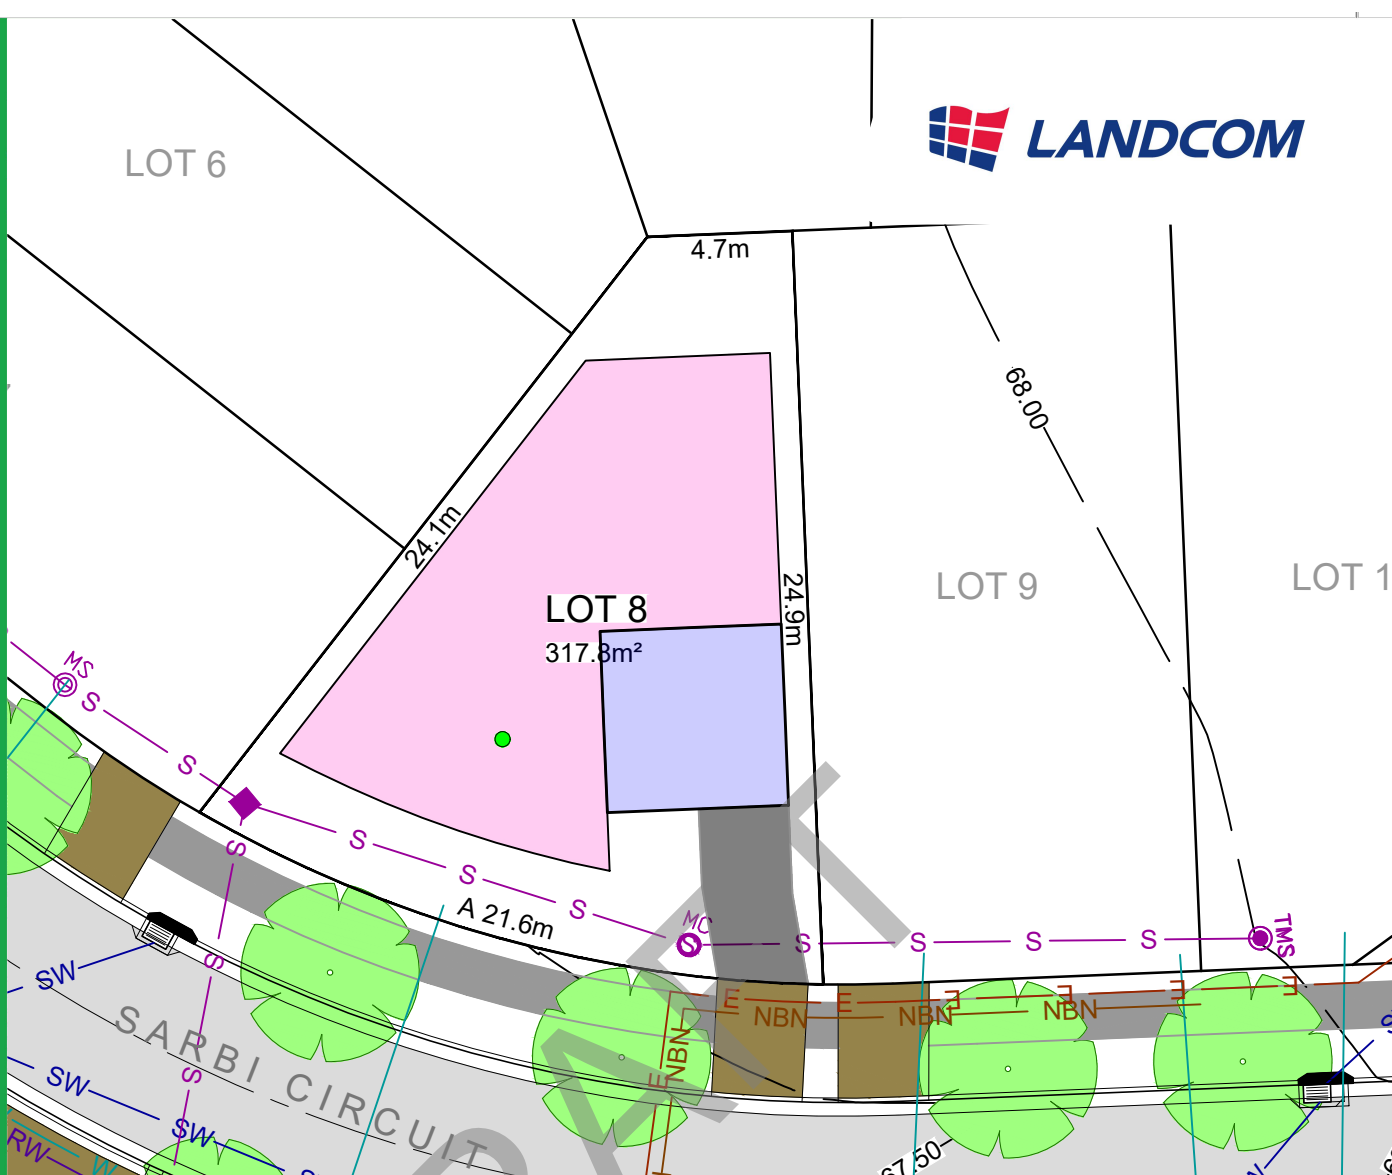 LOT 6
LANDCOM
4.7m
68.00
24.1m
LOT 9
LOT 1
24.9m
LOT 8
317.8m²
MS
S
S
S
S
S
S
A 21.6m
MC
S
S
S
S
TMS
S
SW
S
SARBI CIRCUIT
E
E
E
E
E
E
NBN
NBN
NBN
NBN
E
SW
SW
S
RW
W
67.50